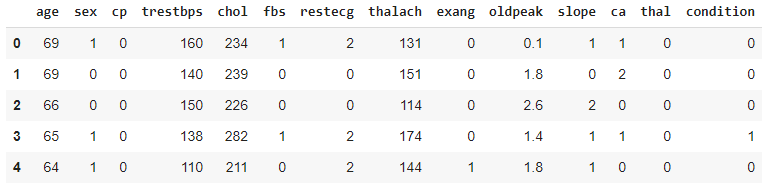 age sex cp trestbps chol fbs restecg thalach exang oldpeak slope ca thal condition
0 69 1 0 160 234 1 2 131 0 0.1 1 1 0 0
1 69 0 0 140 239 0 0 151 0 1.8 0 2 0 0
2 66 0 0 150 226 0 0 114 0 2.6 2 0 0 0
3 65 1 0 138 282 1 2 174 0 1.4 1 1 0 1
4 64 1 0 110 211 0 2 144 1 1.8 1 0 0 0